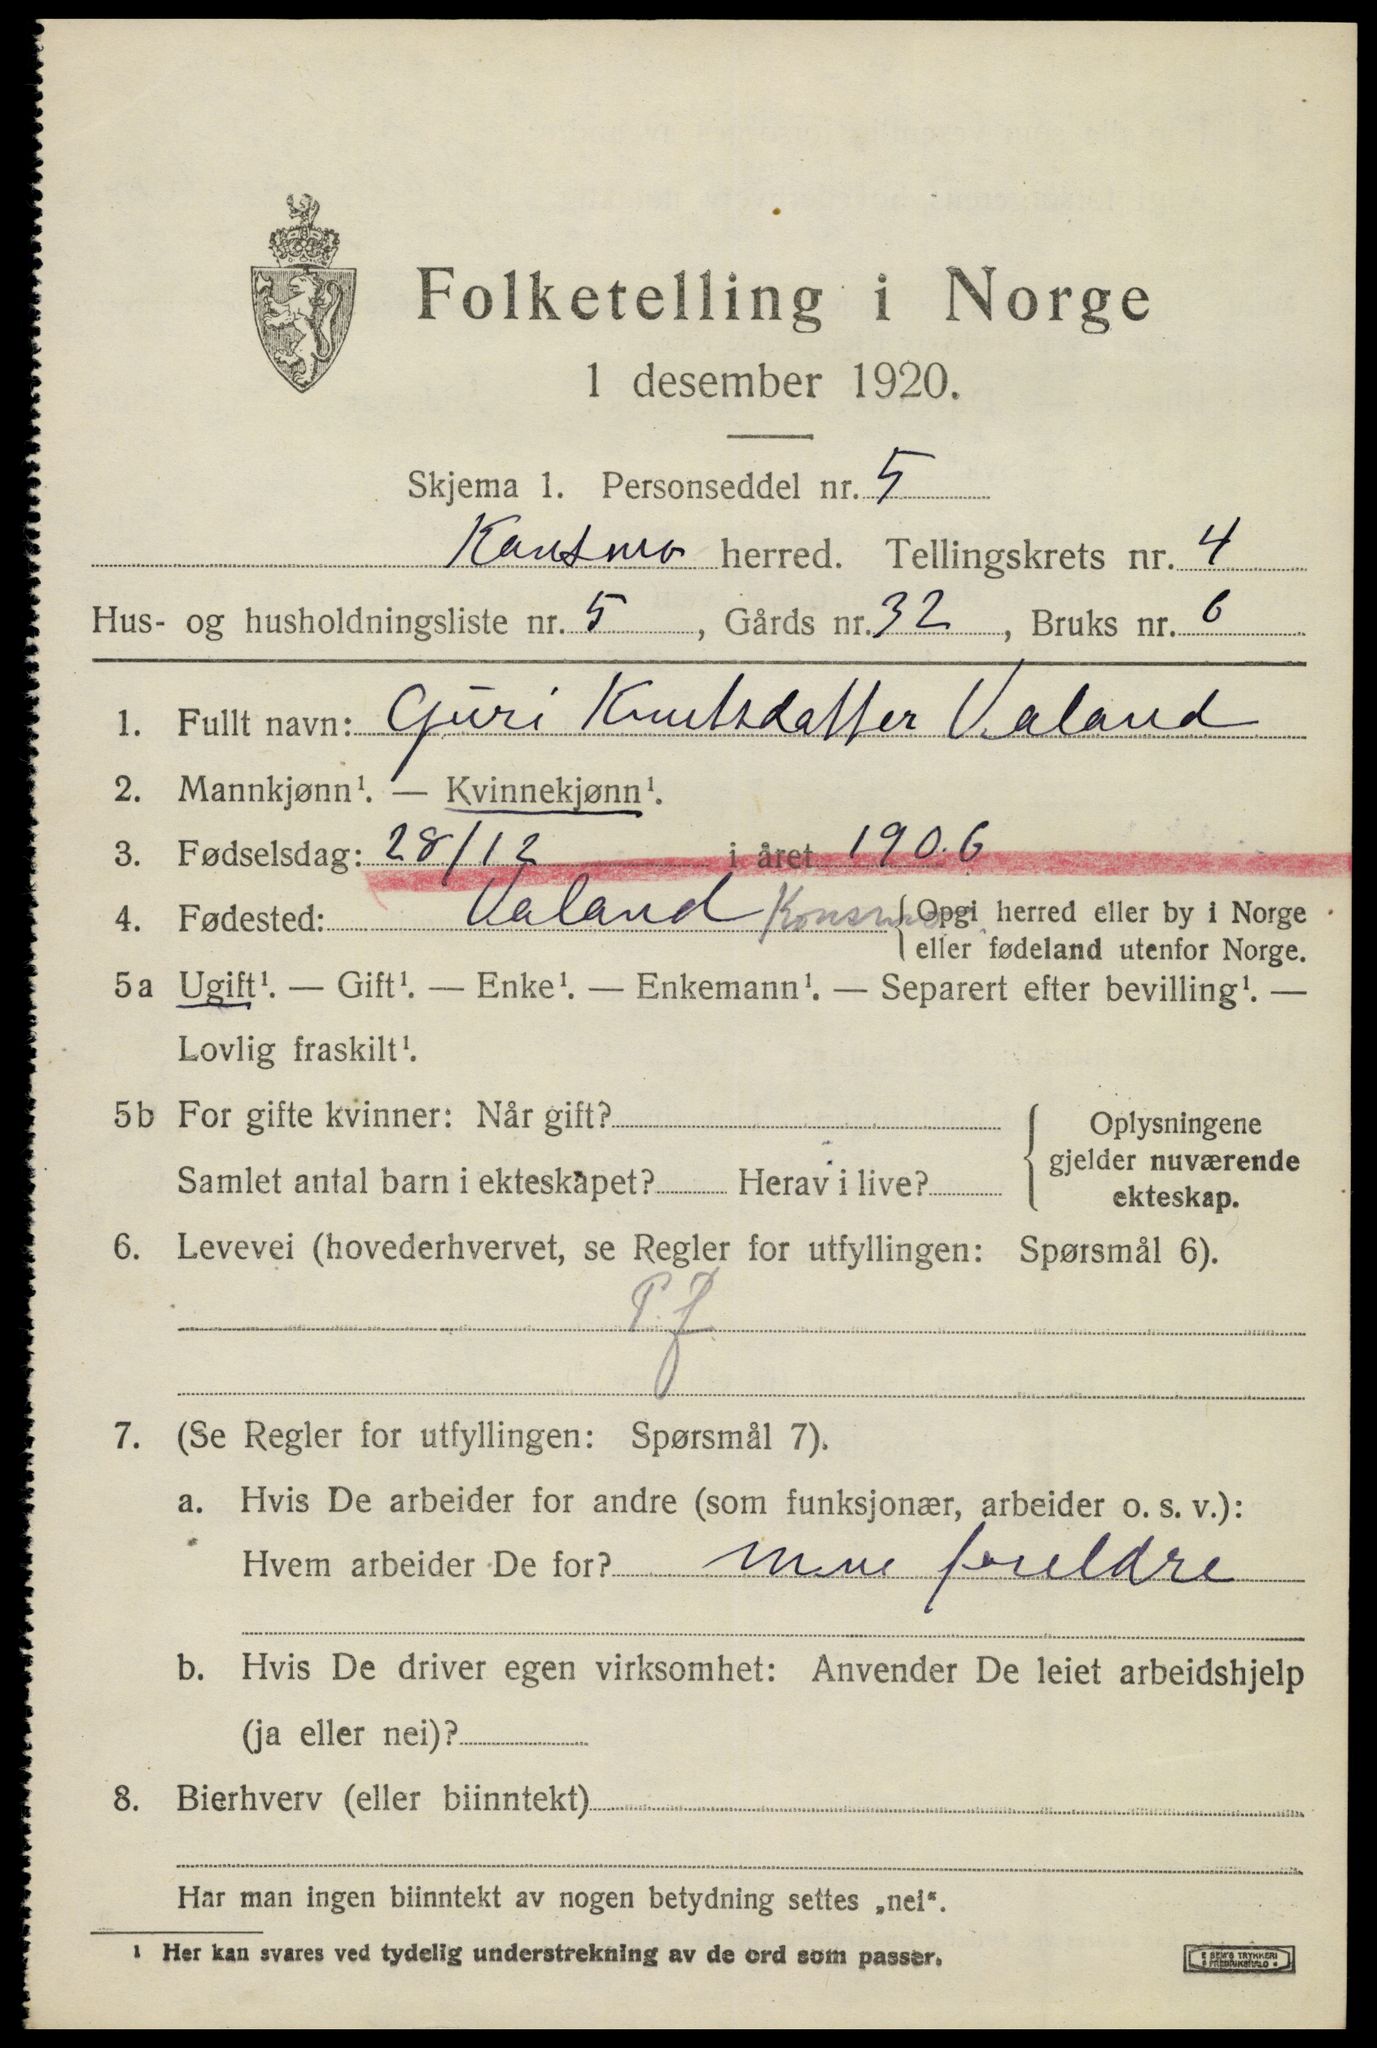 Folketelling i Norge
1 desember 1920.
Skjema 1. Personseddel nr. 5
Konsmo herred. Tellingskrets nr. 4
Hus- og husholdningsliste nr. 5, Gårds nr. 32, Bruks nr. 6
1. Fullt navn: Guri Knutsdatter Valand
2. Mannkjønn¹. — Kvinnekjønn¹.
3. Fødselsdag: 28/12 i året 1906
4. Fødested: Valand Konsmo {Opgi herred eller by i Norge
eller fødeland utenfor Norge.
5a Ugift¹. — Gift¹. — Enke¹. — Enkemann¹. — Separert efter bevilling¹. —
Lovlig fraskilt¹.
5b For gifte kvinner: Når gift?
Samlet antal barn i ekteskapet? Herav i live?
Oplysningene
gjelder nuværende
ekteskap.
6. Levevei (hovederhvervet, se Regler for utfyllingen: Spørsmål 6).
7. (Se Regler for utfyllingen: Spørsmål 7).
a. Hvis De arbeider for andre (som funksjonær, arbeider o. s. v.):
Hvem arbeider De for? mine foreldre
b. Hvis De driver egen virksomhet: Anvender De leiet arbeidshjelp
(ja eller nei)?
8. Bierhverv (eller biinntekt)
Har man ingen biinntekt av nogen betydning settes „nei“.
¹ Her kan svares ved tydelig understrekning av de ord som passer.